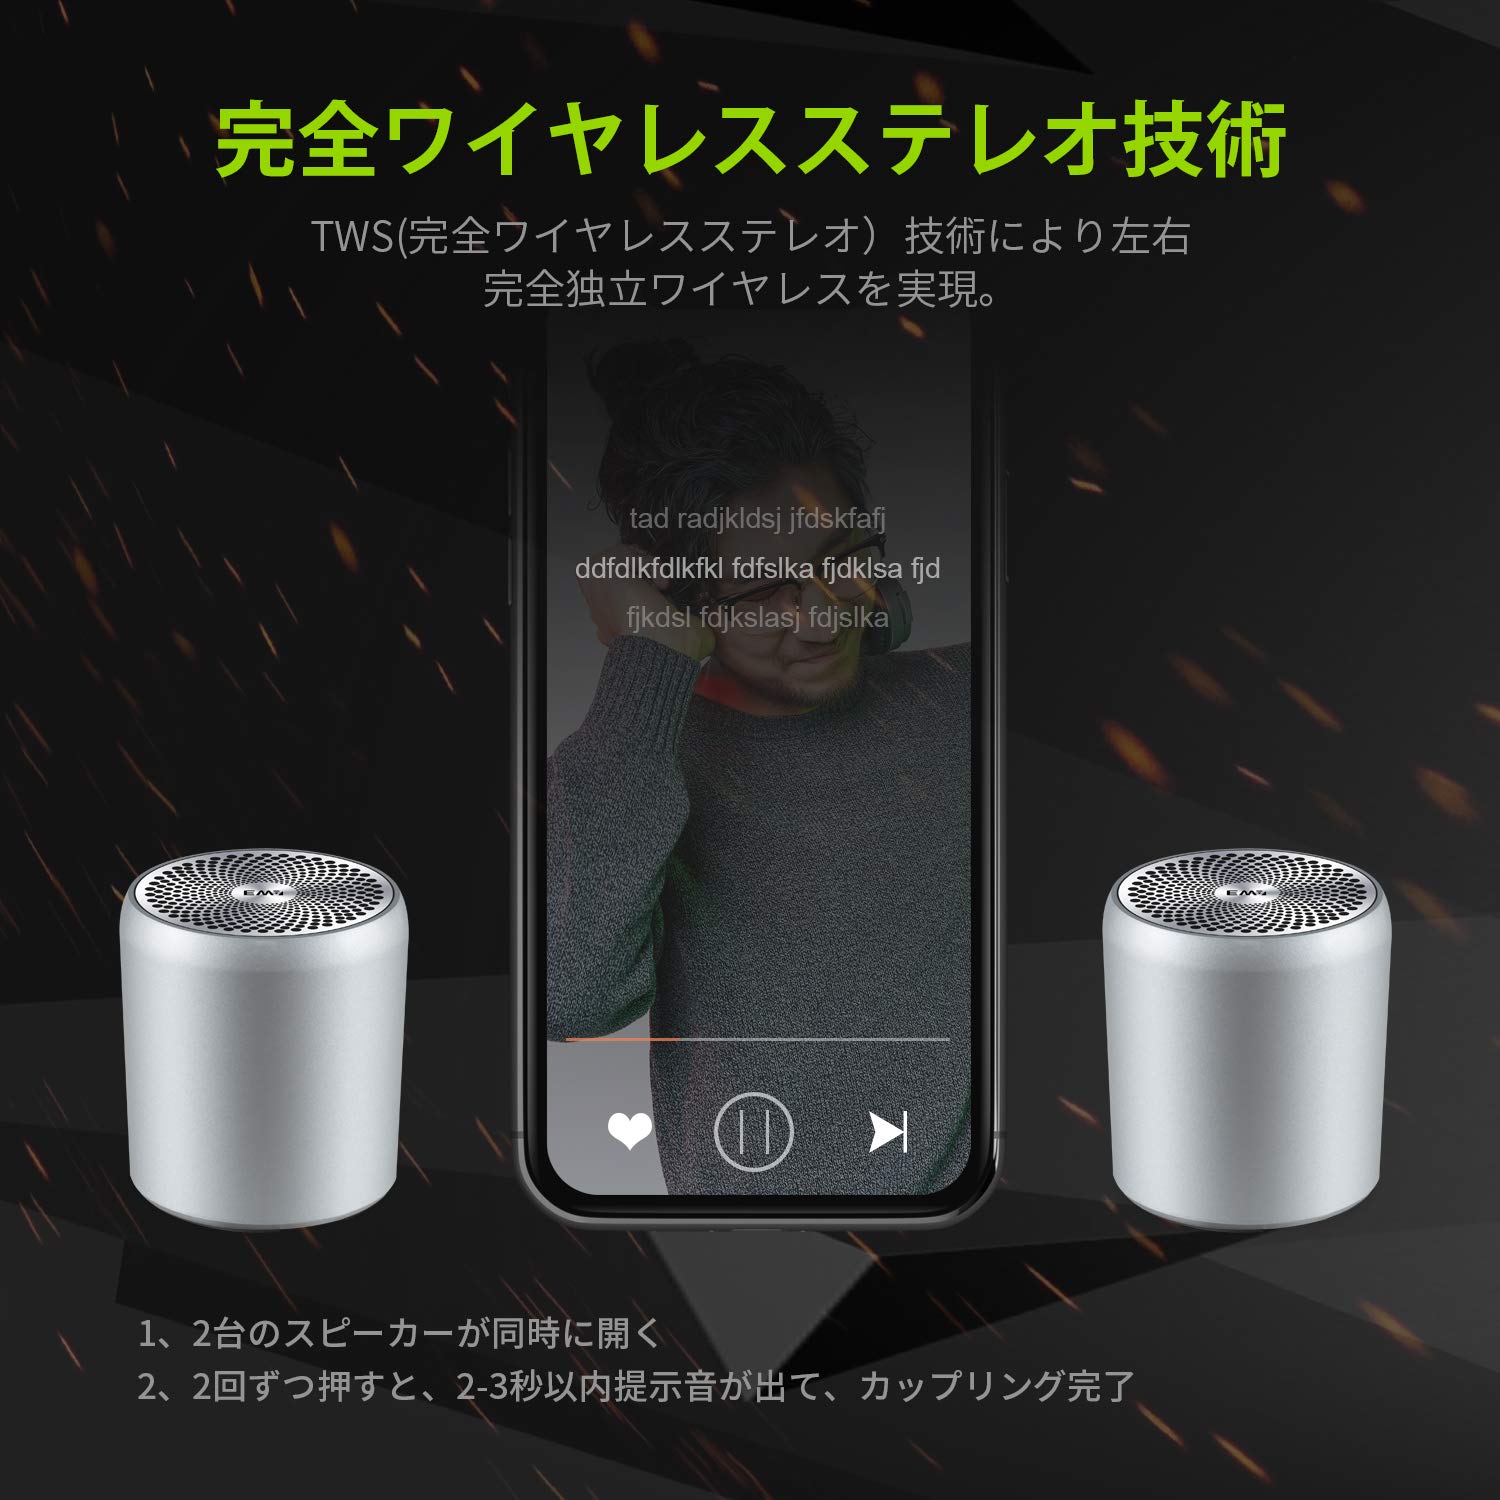 完全ワイヤレスステレオ技術
TWS(完全ワイヤレスステレオ）技術により左右
完全独立ワイヤレスを実現。
tad radjkldsj jfdskfafj
ddfdlkfdlkfkl fdfslka fjdklsa fjd
fjkdsl fdjkslasj fdjslka
1、2台のスピーカーが同時に開く
2、2回ずつ押すと、2-3秒以内提示音が出て、カップリング完了